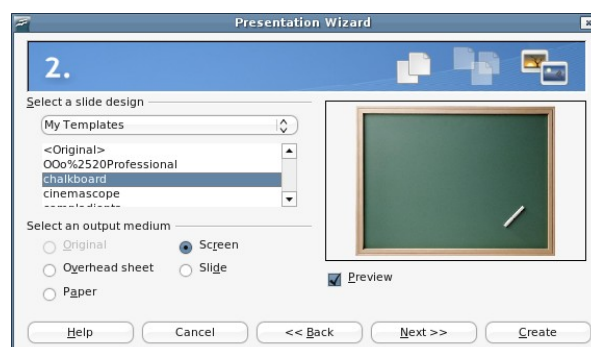 Presentation Wizard
2.
Select a slide design
My Templates
<Original>
OOo%2520Professional
chalkboard
cinemascope
Select an output medium
Original
Screen
Overhead sheet
Slide
Paper
Preview
Help
Cancel
<< Back
Next >>
Create